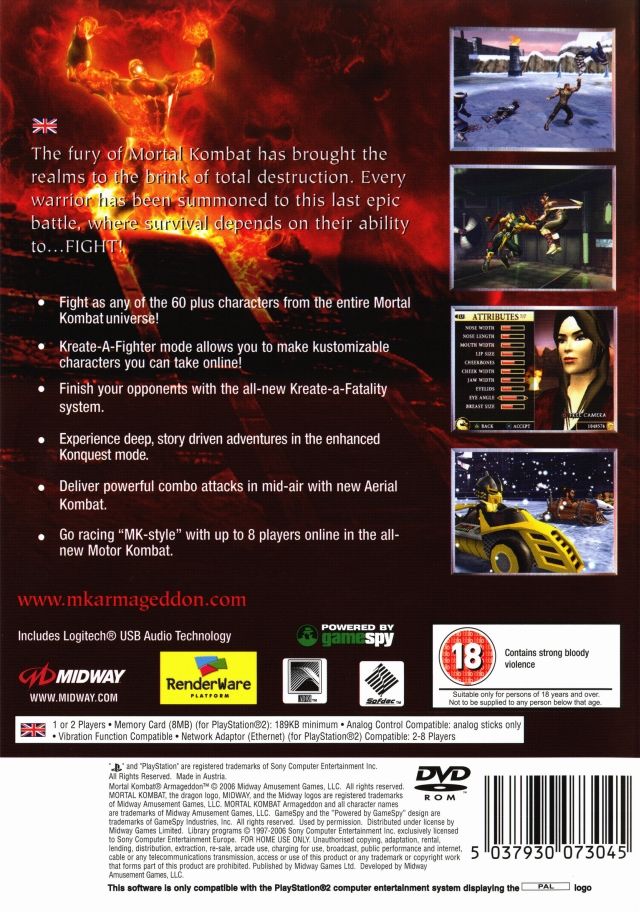 The fury of Mortal Kombat has brought the
realms to the brink of total destruction. Every
warrior has been summoned to this last epic
battle, where survival depends on their ability
to...FIGHT!
• Fight as any of the 60 plus characters from the entire Mortal
Kombat universe!
• Kreate-A-Fighter mode allows you to make kustomizable
characters you can take online!
• Finish your opponents with the all-new Kreate-a-Fatality
system.
• Experience deep, story driven adventures in the enhanced
Konquest mode.
• Deliver powerful combo attacks in mid-air with new Aerial
Kombat.
• Go racing “MK-style” with up to 8 players online in the all-
new Motor Kombat.
ATTRIBUTES
NOSE WIDTH
NOSE LENGTH
MOUTH WIDTH
LIP SIZE
CHEEKBONES
CHEEK WIDTH
JAW WIDTH
EYELIDS
EYE ANGLE
BREAST SIZE
FREE CAMERA
BACK
ACCEPT
www.mkarmageddon.com
Includes Logitech® USB Audio Technology
POWERED BY
gamespy
MIDWAY
WWW.MIDWAY.COM
RenderWare
PLATFORM
Sofdec™
18
Contains strong bloody
violence
Suitable only for persons of 18 years and over.
Not to be supplied to any person below that age.
1 or 2 Players • Memory Card (8MB) (for PlayStation®2): 189KB minimum • Analog Control Compatible: analog sticks only
• Vibration Function Compatible • Network Adaptor (Ethernet) (for PlayStation®2) Compatible: 2-8 Players
" and "PlayStation" are registered trademarks of Sony Computer Entertainment Inc.
All Rights Reserved. Made in Austria.
Mortal Kombat® Armageddon™ © 2006 Midway Amusement Games, LLC. All rights reserved.
MORTAL KOMBAT, the dragon logo, MIDWAY, and the Midway logos are registered trademarks
of Midway Amusement Games, LLC. MORTAL KOMBAT Armageddon and all character names
are trademarks of Midway Amusement Games, LLC. GameSpy and the "Powered by GameSpy" design are
trademarks of GameSpy Industries, Inc. All rights reserved. Used by permission. Distributed under license by
Midway Games Limited. Library programs © 1997-2006 Sony Computer Entertainment Inc. exclusively licensed
to Sony Computer Entertainment Europe. FOR HOME USE ONLY. Unauthorised copying, adaptation, rental,
lending, distribution, extraction, re-sale, arcade use, charging for use, broadcast, public performance and internet,
cable or any telecommunications transmission, access or use of this product or any trademark or copyright work
that forms part of this product are prohibited. Published by Midway Games Ltd. Developed by Midway
Amusement Games, LLC.
DVD
ROM
5 037930 073045
This software is only compatible with the PlayStation®2 computer entertainment system displaying the PAL logo